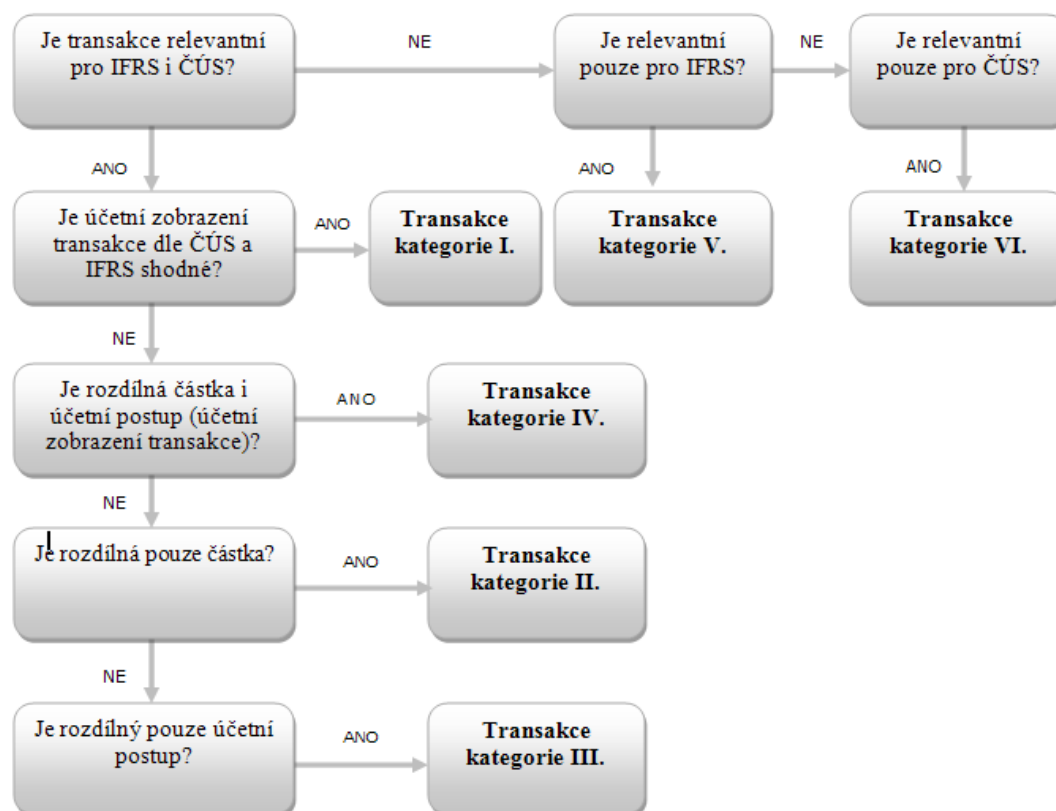 Je transakce relevantní
pro IFRS i ČÚS?
NE
Je relevantní
pouze pro IFRS?
NE
Je relevantní
pouze pro ČÚS?
ANO
ANO
ANO
Je účetní zobrazení
transakce dle ČÚS a
IFRS shodné?
ANO
Transakce
kategorie I.
Transakce
kategorie V.
Transakce
kategorie VI.
NE
Je rozdílná částka i
účetní postup (účetní
zobrazení transakce)?
ANO
Transakce
kategorie IV.
NE
Je rozdílná pouze částka?
ANO
Transakce
kategorie II.
NE
Je rozdílný pouze účetní
postup?
ANO
Transakce
kategorie III.